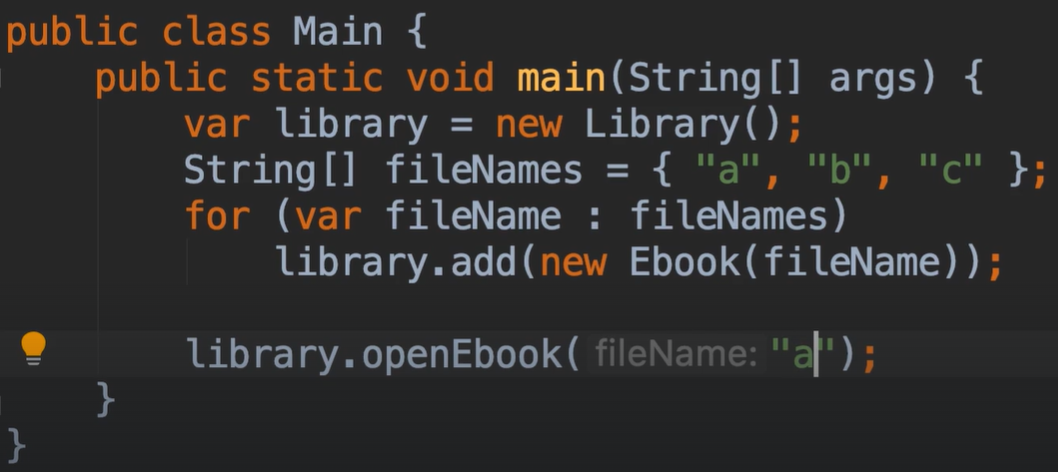 public class Main {
    public static void main(String[] args) {
        var library = new Library();
        String[] fileNames = { "a", "b", "c" };
        for (var fileName : fileNames)
            library.add(new Ebook(fileName));

        library.openEbook( fileName: "a");
    }
}